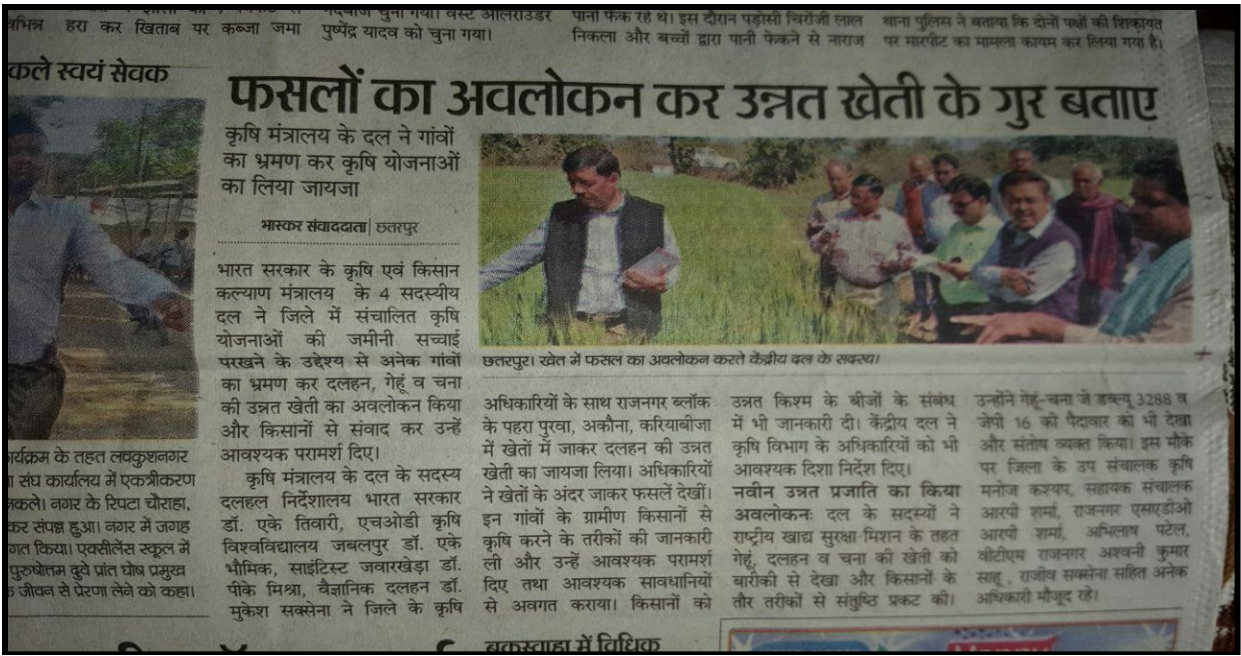 हरा कर खिताब पर कब्जा जमा
पुष्पेंद्र यादव को चुना गया।
पानी फेंक रहे थे। इस दौरान पड़ोसी चिरोंजी लाल
निकला और बच्चों द्वारा पानी फेकने से नाराज
थाना पुलिस ने बताया कि दोनों पक्षों की शिकायत
पर मारपीट का मामला कायम कर लिया गया है।
कले स्वयं सेवक
र्यक्रम के तहत लवकुशनगर
संघ कार्यालय में एकत्रीकरण
नकले। नगर के रिपटा चौराहा,
कर संपन्न हुआ। नगर में जगह
गत किया। एक्सीलेंस स्कूल में
पुरुषोत्तम दुवे प्रांत घोष प्रमुख
जीवन से प्रेरणा लेने को कहा।
फसलों का अवलोकन कर उन्नत खेती के गुर बताए
कृषि मंत्रालय के दल ने गांवों
का भ्रमण कर कृषि योजनाओं
का लिया जायजा
भास्कर संवाददाता | छतरपुर
भारत सरकार के कृषि एवं किसान
कल्याण मंत्रालय के 4 सदस्यीय
दल ने जिले में संचालित कृषि
योजनाओं की जमीनी सच्चाई
परखने के उद्देश्य से अनेक गांवों
का भ्रमण कर दलहन, गेहूं व चना
की उन्नत खेती का अवलोकन किया
और किसानों से संवाद कर उन्हें
आवश्यक परामर्श दिए।
कृषि मंत्रालय के दल के सदस्य
दलहल निर्देशालय भारत सरकार
डॉ. एके तिवारी, एचओडी कृषि
विश्वविद्यालय जबलपुर डॉ. एके
भौमिक, साइंटिस्ट जवारखेड़ा डॉ.
पीके मिश्रा, वैज्ञानिक दलहन डॉ.
मुकेश सक्सेना ने जिले के कृषि
छतरपुर। खेत में फसल का अवलोकन करते केंद्रीय दल के सदस्य।
अधिकारियों के साथ राजनगर ब्लॉक
के पहरा पुरवा, अकौना, करियाबीजा
में खेतों में जाकर दलहन की उन्नत
खेती का जायजा लिया। अधिकारियों
ने खेतों के अंदर जाकर फसलें देखीं।
इन गांवों के ग्रामीण किसानों से
कृषि करने के तरीकों की जानकारी
ली और उन्हें आवश्यक परामर्श
दिए तथा आवश्यक सावधानियों
से अवगत कराया। किसानों को
उन्नत किश्म के बीजों के संबंध
में भी जानकारी दी। केंद्रीय दल ने
कृषि विभाग के अधिकारियों को भी
आवश्यक दिशा निर्देश दिए।
नवीन उन्नत प्रजाति का किया
अवलोकनः दल के सदस्यों ने
राष्ट्रीय खाद्य सुरक्षा मिशन के तहत
गेहूं, दलहन व चना की खेती को
बारीकी से देखा और किसानों के
तौर तरीकों से संतुष्ठि प्रकट की।
उन्होंने गेहूं-चना जे डब्ल्यू 3288 व
जेपी 16 की पैदावार को भी देखा
और संतोष व्यक्त किया। इस मौके
पर जिला के उप संचालक कृषि
मनोज कश्यप, सहायक संचालक
आरपी शर्मा, राजनगर एसएडीओ
आरपी शर्मा, अभिलाष पटेल,
बीटीएम राजनगर अश्वनी कुमार
साहू, राजीव सक्सेना सहित अनेक
अधिकारी मौजूद रहे।
बकस्वाहा में विधिक